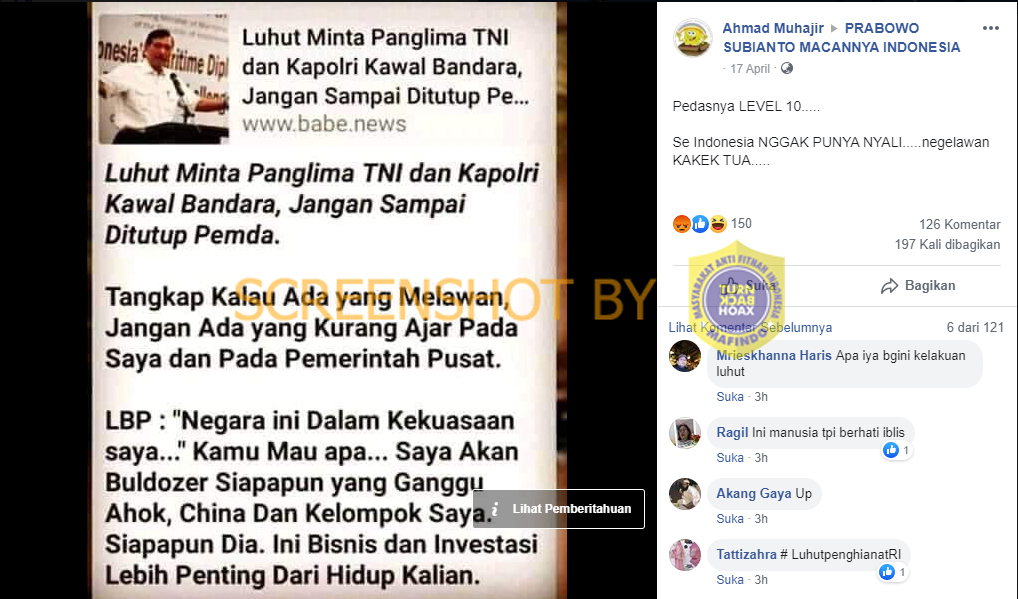 onesia's Maritime Dipl
Luhut Minta Panglima TNI
dan Kapolri Kawal Bandara,
Jangan Sampai Ditutup Pe...
www.babe.news
Luhut Minta Panglima TNI dan Kapolri
Kawal Bandara, Jangan Sampai
Ditutup Pemda.
Tangkap Kalau Ada yang Melawan,
Jangan Ada yang Kurang Ajar Pada
Saya dan Pada Pemerintah Pusat.
LBP : "Negara ini Dalam Kekuasaan
saya..." Kamu Mau apa... Saya Akan
Buldozer Siapapun yang Ganggu
Ahok, China Dan Kelompok Saya.
Siapapun Dia. Ini Bisnis dan Investasi
Lebih Penting Dari Hidup Kalian.
SCREENSHOT BY
i Lihat Pemberitahuan
Ahmad Muhajir ▸ PRABOWO
SUBIANTO MACANNYA INDONESIA
· 17 April ·
Pedasnya LEVEL 10.....
Se Indonesia NGGAK PUNYA NYALI.....negelawan
KAKEK TUA.....
150
126 Komentar
197 Kali dibagikan
Suka
Bagikan
MASYARAKAT ANTI FITNAH INDONESIA
TURN
BACK
HOAX
MAFINDO
Lihat Komentar Sebelumnya
6 dari 121
Mrieskhanna Haris Apa iya bgini kelakuan
luhut
Suka · 3h
Ragil Ini manusia tpi berhati iblis
1
Suka · 3h
Akang Gaya Up
Suka · 3h
Tattizahra # LuhutpenghianatRI
1
Suka · 3h